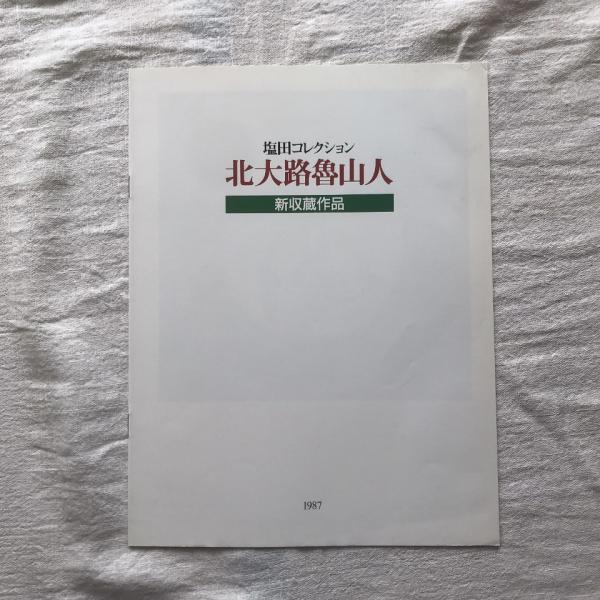 塩田コレクション
北大路魯山人
新収蔵作品
1987